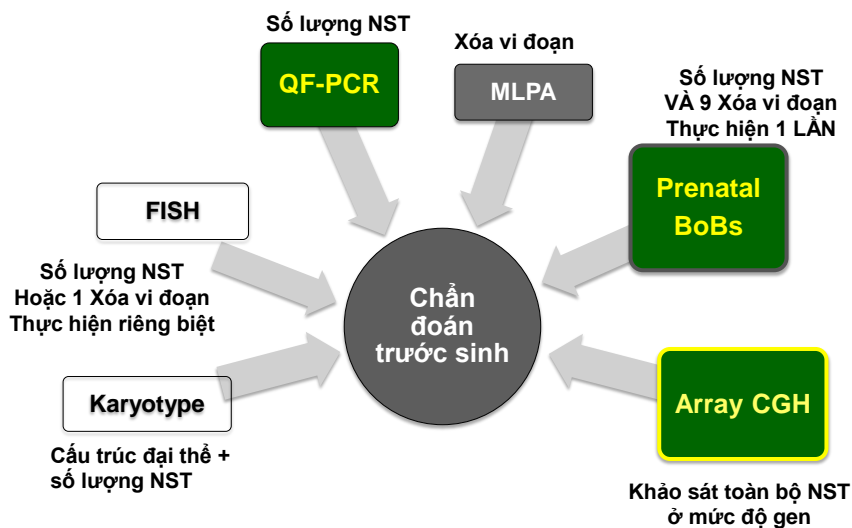 Số lượng NST
QF-PCR
Xóa vi đoạn
MLPA
Số lượng NST
VÀ 9 Xóa vi đoạn
Thực hiện 1 LẦN
Prenatal
BoBs
FISH
Số lượng NST
Hoặc 1 Xóa vi đoạn
Thực hiện riêng biệt
Chẩn
đoán
trước sinh
Karyotype
Cấu trúc đại thể +
số lượng NST
Array CGH
Khảo sát toàn bộ NST
ở mức độ gen